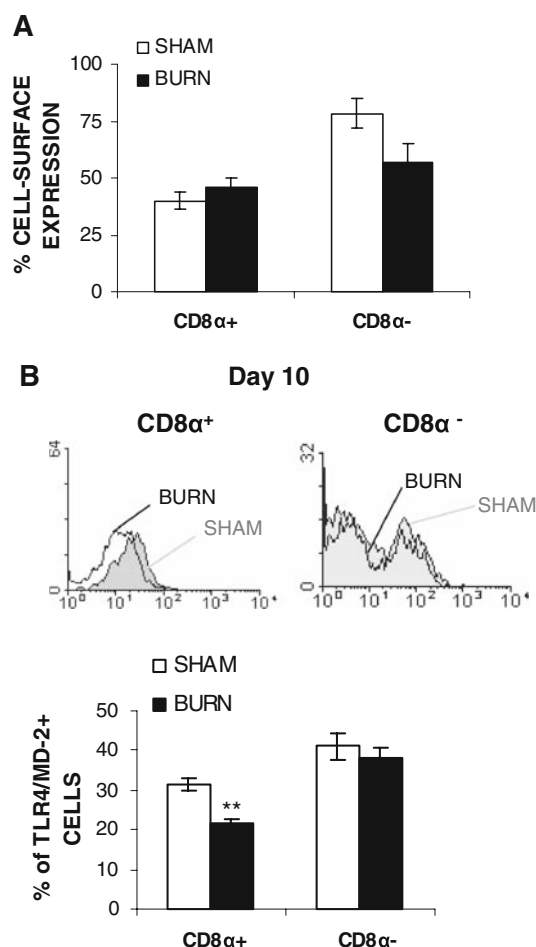 A
SHAM
BURN
% CELL-SURFACE
EXPRESSION
100
75
50
25
0
CD8α+ CD8α-
B Day 10
CD8α+ CD8α -
64
0
BURN
SHAM
10⁰ 10¹ 10² 10³ 10⁴
32
0
BURN
SHAM
10⁰ 10¹ 10² 10³ 10⁴
SHAM
BURN
% of TLR4/MD-2+
CELLS
50
40
30
20
10
0
**
CD8α+ CD8α-